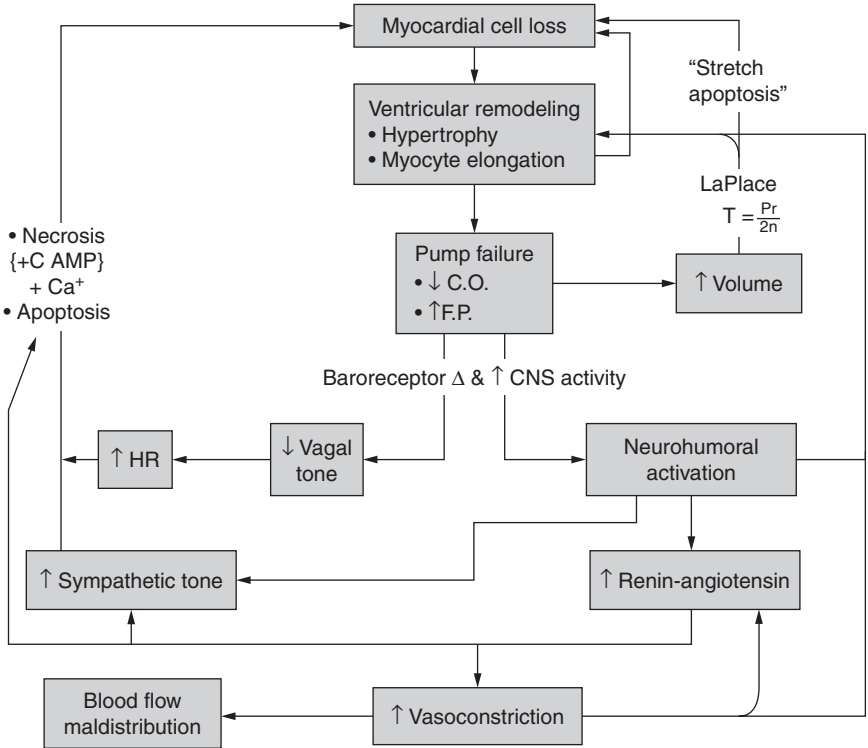 Myocardial cell loss
“Stretch
apoptosis”
Ventricular remodeling
• Hypertrophy
• Myocyte elongation
LaPlace
T = Pr/2n
• Necrosis
{+C AMP}
+ Ca⁺
• Apoptosis
Pump failure
• ↓ C.O.
• ↑F.P.
↑ Volume
Baroreceptor Δ & ↑ CNS activity
↑ HR
↓ Vagal
tone
Neurohumoral
activation
↑ Sympathetic tone
↑ Renin-angiotensin
Blood flow
maldistribution
↑ Vasoconstriction